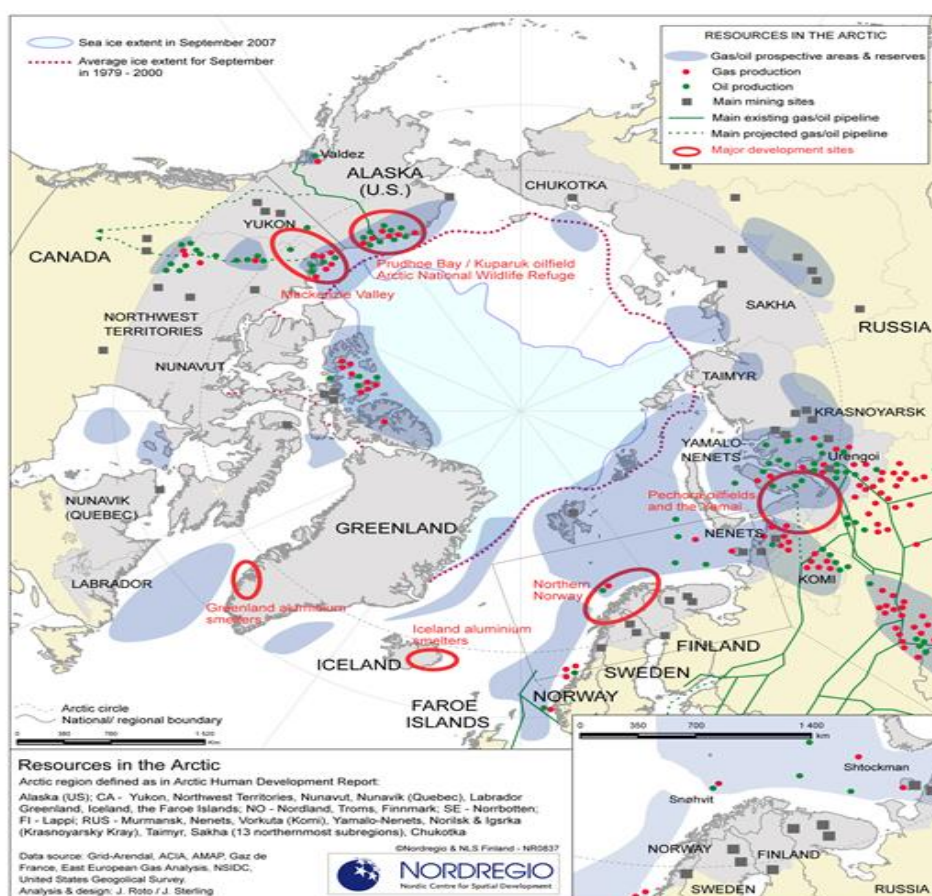 Sea ice extent in September 2007
Average ice extent for September
in 1979 - 2000
RESOURCES IN THE ARCTIC
Gas/oil prospective areas & reserves
Gas production
Oil production
Main mining sites
Main existing gas/oil pipeline
Main projected gas/oil pipeline
Major development sites
Valdez
ALASKA
(U.S.)
CHUKOTKA
YUKON
CANADA
Prudhoe Bay / Kuparuk oilfield
Arctic National Wildlife Refuge
Mackenzie Valley
SAKHA
NORTHWEST
TERRITORIES
RUSSIA
NUNAVUT
TAIMYR
KRASNOYARSK
YAMALO-
NENETS
Urengoi
Pechora oilfields
and the Yamal
NUNAVIK
(QUEBEC)
GREENLAND
NENETS
KOMI
LABRADOR
Northern
Norway
Greenland aluminium
smelters
Iceland aluminium
smelters
FINLAND
ICELAND
SWEDEN
NORWAY
FAROE
ISLANDS
Arctic circle
National/ regional boundary
0 380 760 1 520
Km
0 350 700 1 400
km
Resources in the Arctic
Arctic region defined as in Arctic Human Development Report:
Alaska (US); CA - Yukon, Northwest Territories, Nunavut, Nunavik (Quebec), Labrador
Greenland, Iceland, the Faroe Islands; NO - Nordland, Troms, Finnmark; SE - Norrbotten;
FI - Lappi; RUS - Murmansk, Nenets, Vorkuta (Komi), Yamalo-Nenets, Norilsk & Igsrka
(Krasnoyarsky Kray), Taimyr, Sakha (13 northernmost subregions), Chukotka
©Nordregio & NLS Finland - NR0837
Data source: Grid-Arendal, ACIA, AMAP, Gaz de
France, East European Gas Analysis, NSIDC,
United States Geogolical Survey.
Analysis & design: J. Roto / J. Sterling
NORDREGIO
Nordic Centre for Spatial Development
Shtockman
Snøhvit
NORWAY
FINLAND
SWEDEN
RUSSIA